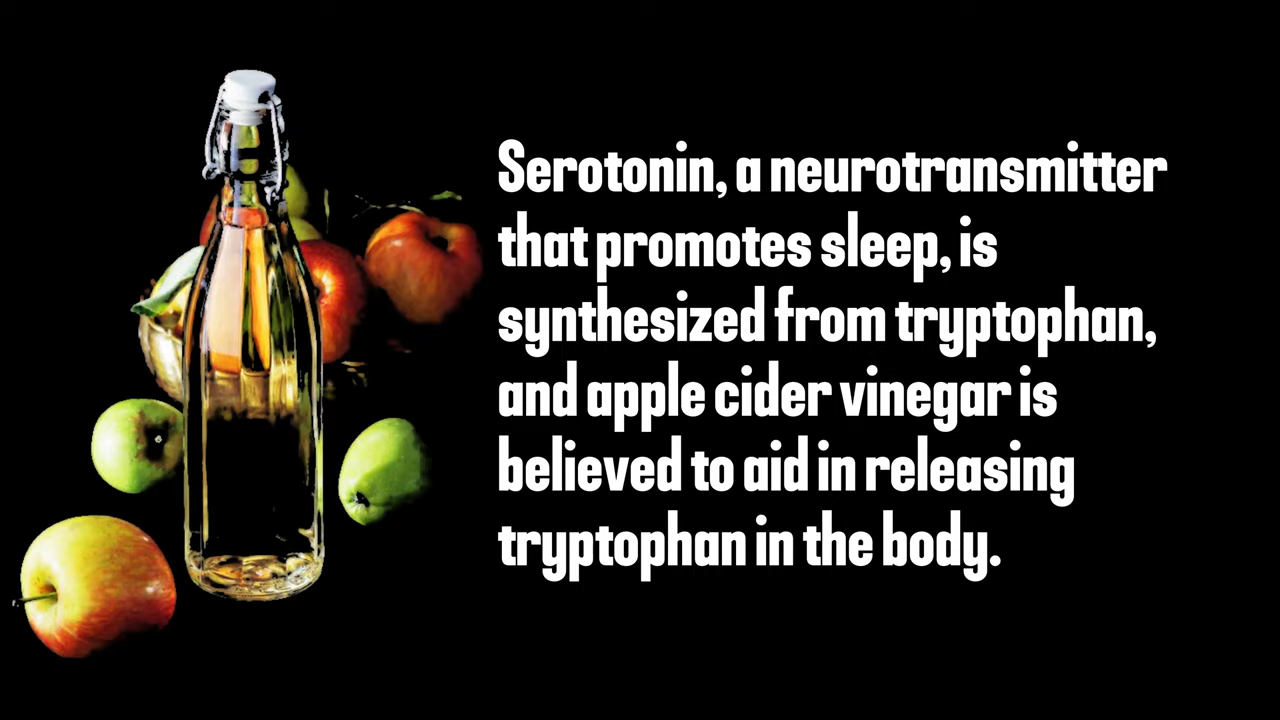 Serotonin, a neurotransmitter
that promotes sleep, is
synthesized from tryptophan,
and apple cider vinegar is
believed to aid in releasing
tryptophan in the body.